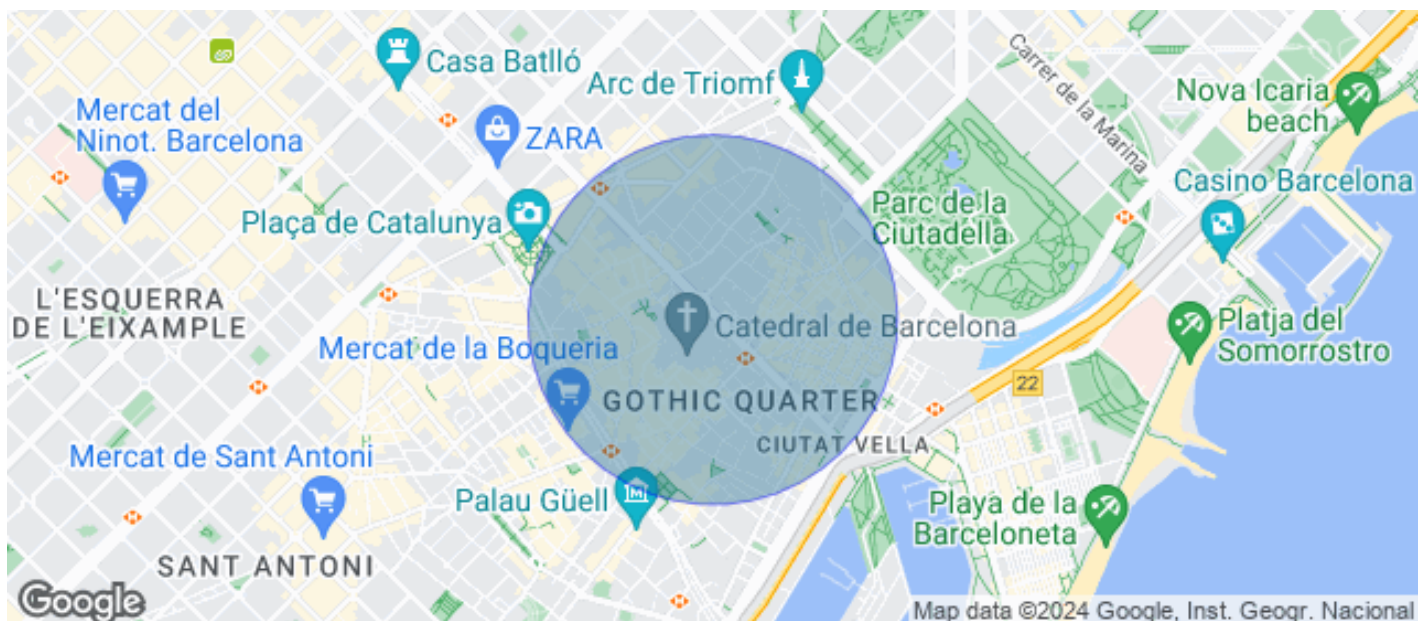 Casa Batlló
Arc de Triomf
Carrer de la Marina
Nova Icaria
beach
Mercat del
Ninot. Barcelona
ZARA
Casino Barcelona
Plaça de Catalunya
Parc de la
Ciutadella
L'ESQUERRA
DE L'EIXAMPLE
Catedral de Barcelona
Platja del
Somorrostro
Mercat de la Boqueria
22
GOTHIC QUARTER
CIUTAT VELLA
Mercat de Sant Antoni
Palau Güell
Playa de la
Barceloneta
SANT ANTONI
Google
Map data ©2024 Google, Inst. Geogr. Nacional